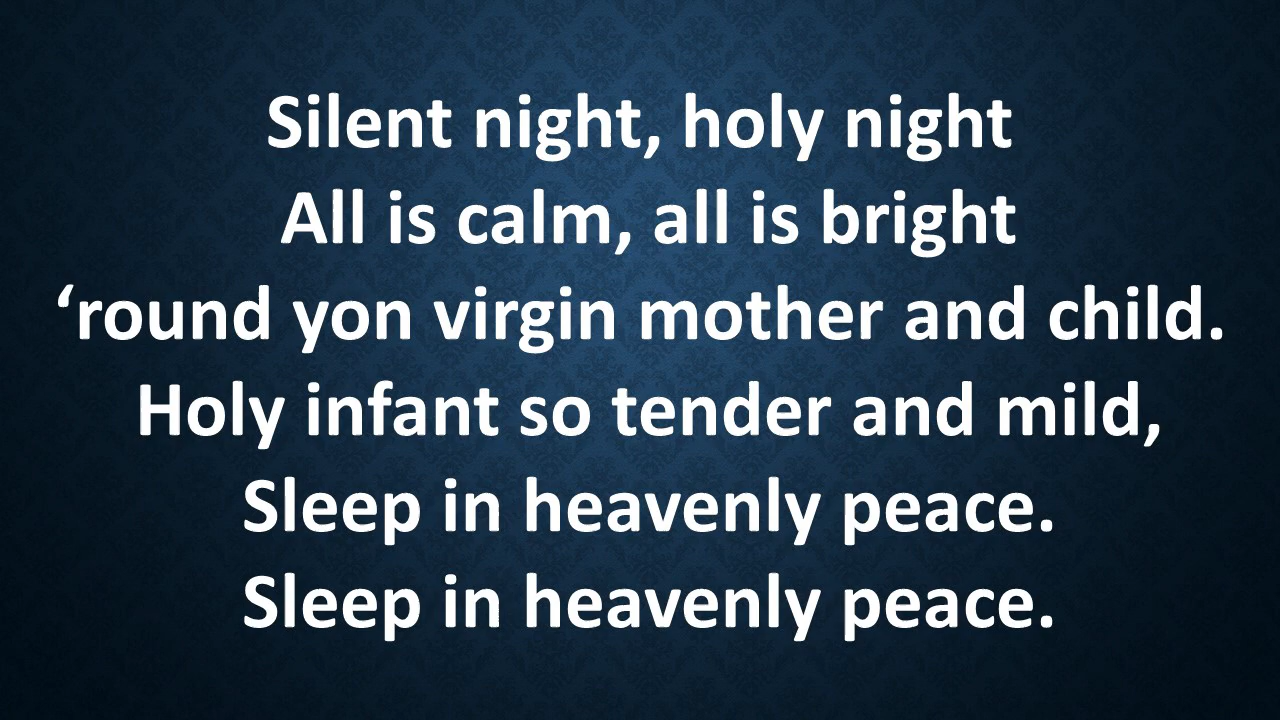 Silent night, holy night
All is calm, all is bright
‘round yon virgin mother and child.
Holy infant so tender and mild,
Sleep in heavenly peace.
Sleep in heavenly peace.